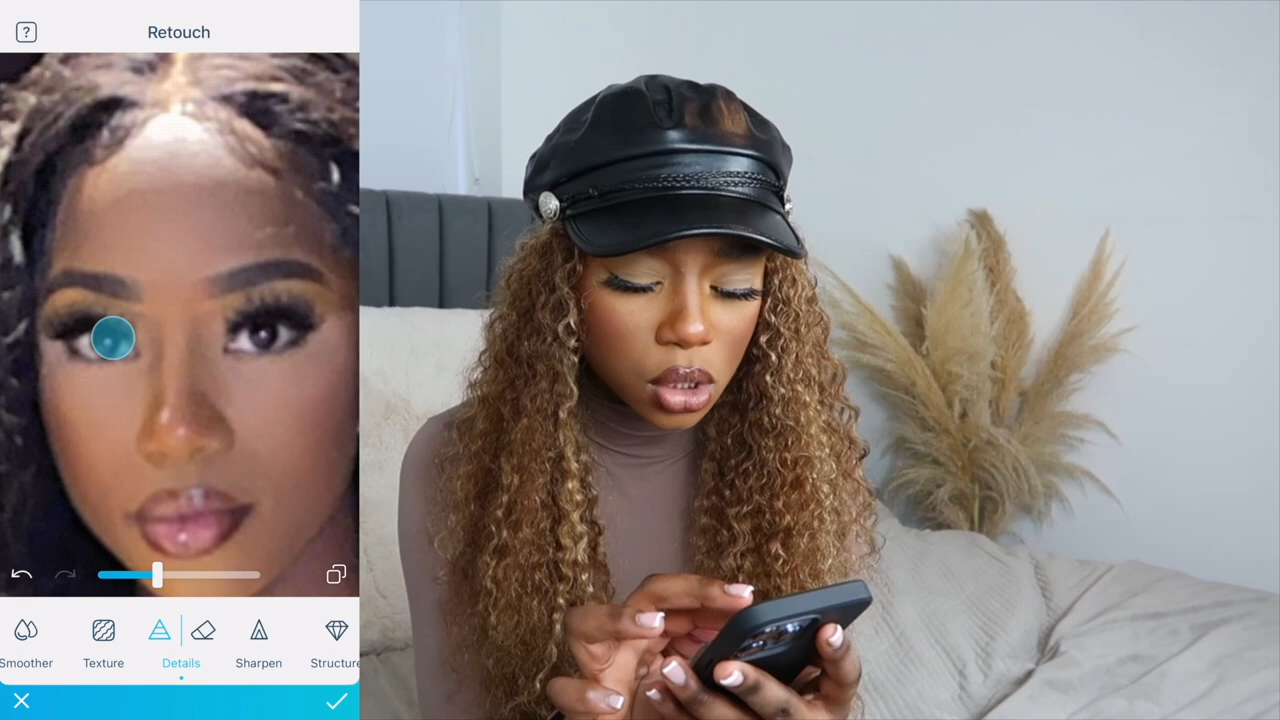 ?
Retouch
Smoother
Texture
Details
Sharpen
Structure